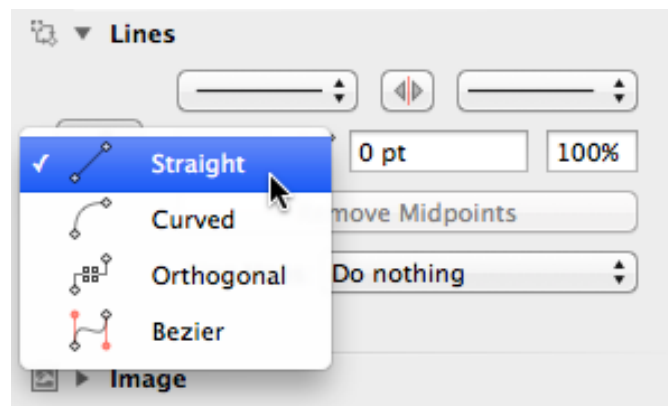 Lines
0 pt 100%
✓ Straight
Curved
move Midpoints
Orthogonal
Do nothing
Bezier
Image